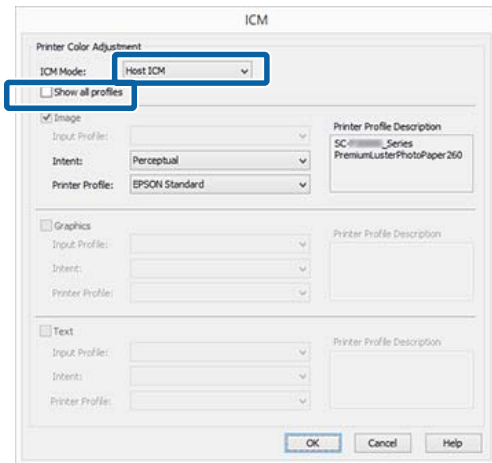 ICM
Printer Color Adjustment
ICM Mode: Host ICM
Show all profiles
Image
Input Profile:
Intent: Perceptual
Printer Profile: EPSON Standard
Printer Profile Description
SC- _Series
PremiumLusterPhotoPaper260
Graphics
Input Profile:
Intent:
Printer Profile:
Printer Profile Description
Text
Input Profile:
Intent:
Printer Profile:
Printer Profile Description
OK Cancel Help